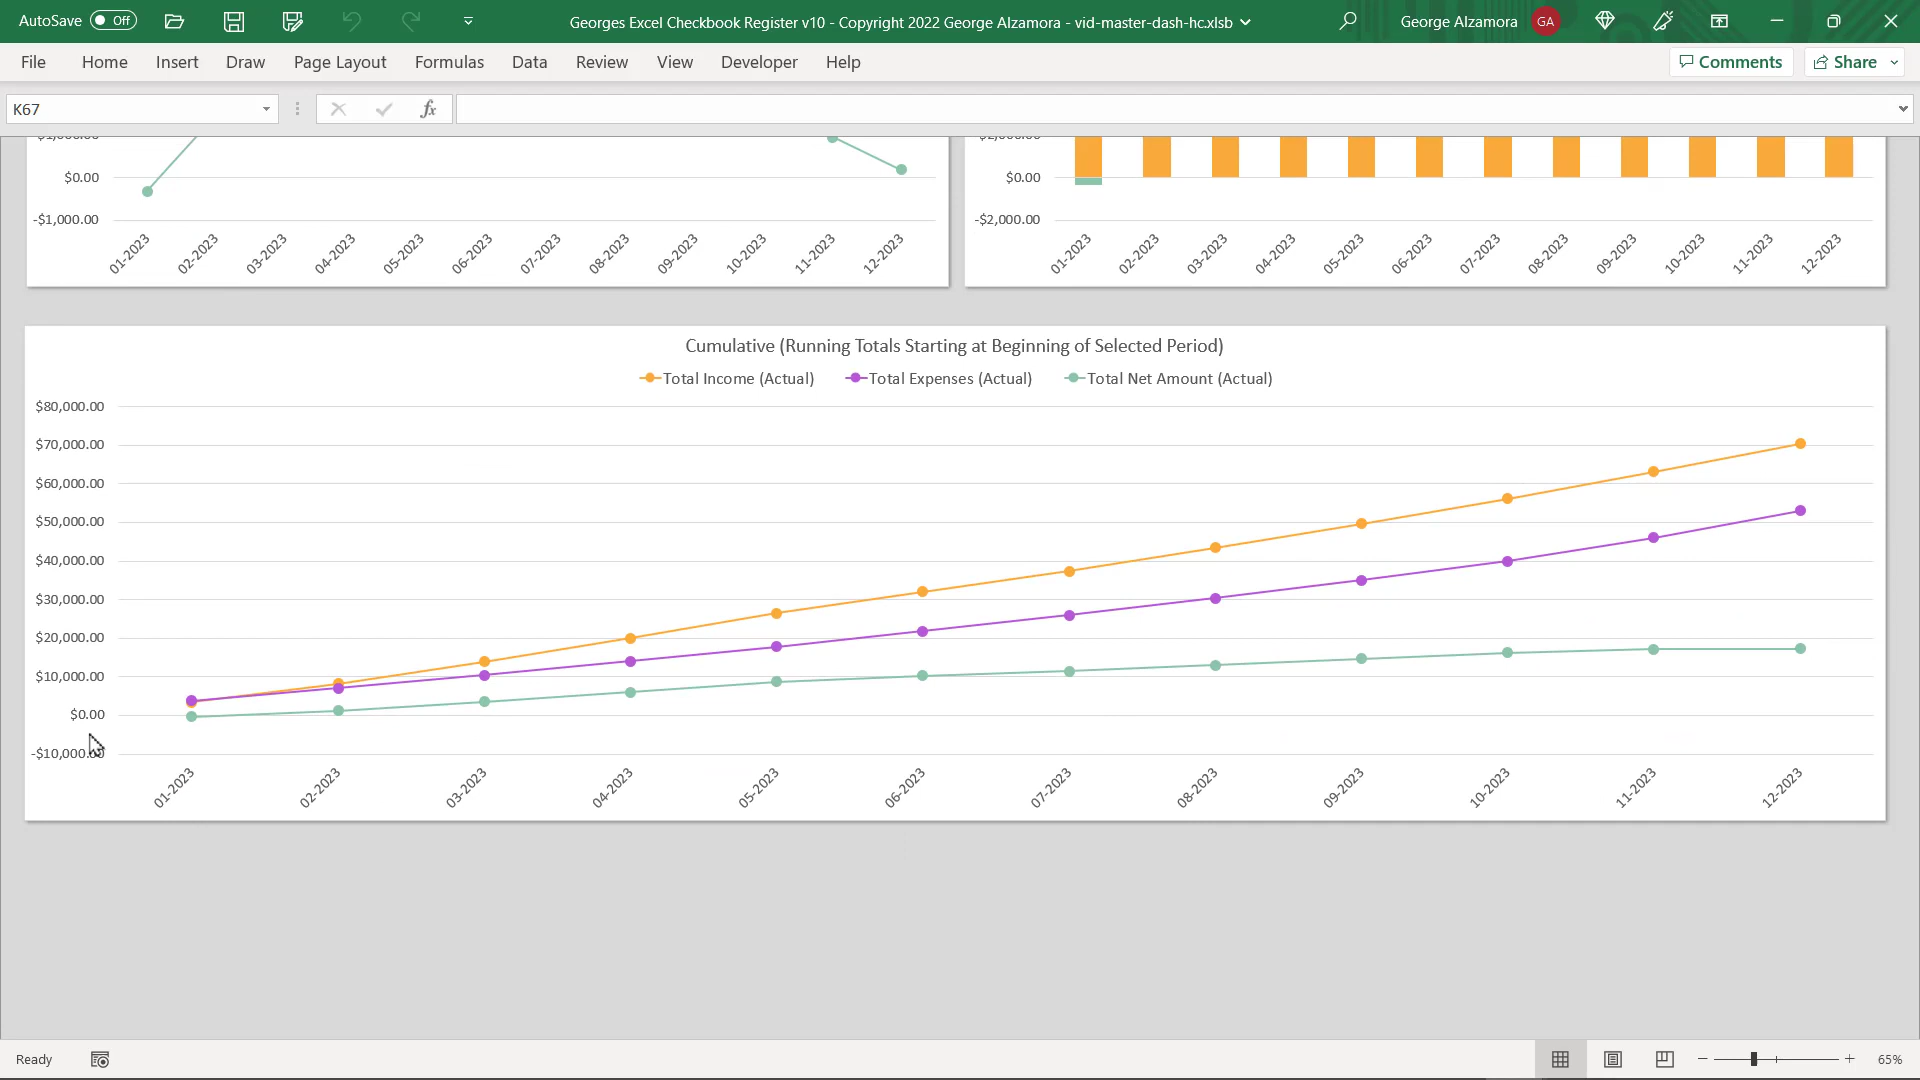 AutoSave Off Georges Excel Checkbook Register v10 - Copyright 2022 George Alzamora - vid-master-dash-hc.xlsb George Alzamora GA
File Home Insert Draw Page Layout Formulas Data Review View Developer Help Comments Share
K67 fx
$0.00
-$1,000.00
01-2023 02-2023 03-2023 04-2023 05-2023 06-2023 07-2023 08-2023 09-2023 10-2023 11-2023 12-2023
$0.00
-$2,000.00
01-2023 02-2023 03-2023 04-2023 05-2023 06-2023 07-2023 08-2023 09-2023 10-2023 11-2023 12-2023
Cumulative (Running Totals Starting at Beginning of Selected Period)
Total Income (Actual) Total Expenses (Actual) Total Net Amount (Actual)
$80,000.00
$70,000.00
$60,000.00
$50,000.00
$40,000.00
$30,000.00
$20,000.00
$10,000.00
$0.00
-$10,000.00
01-2023 02-2023 03-2023 04-2023 05-2023 06-2023 07-2023 08-2023 09-2023 10-2023 11-2023 12-2023
Ready 65%